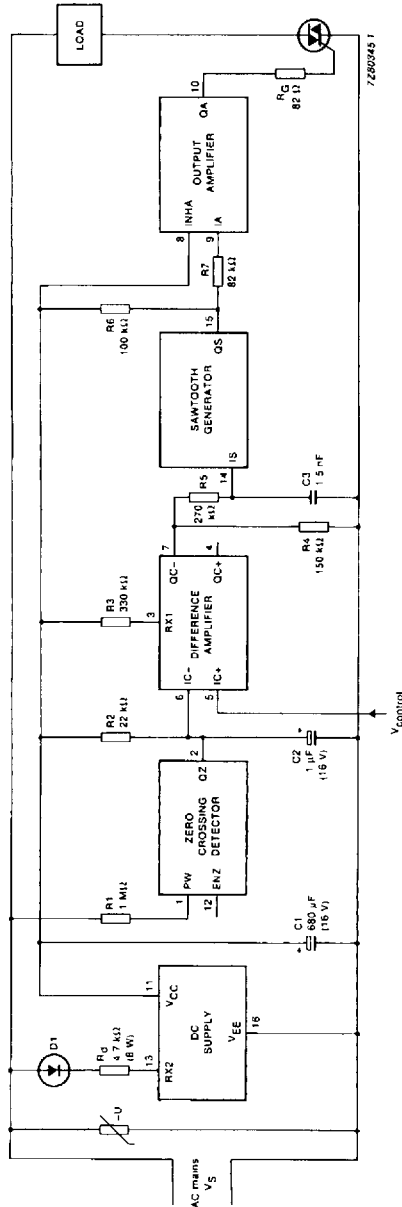 AC mains
VS
-U
D1
Rd
4.7 kΩ
(8 W)
13
RX2
11
VCC
DC
SUPPLY
VEE
16
C1
680 μF
(16 V)
+
R1
1 MΩ
1
PW
12
ENZ
ZERO
CROSSING
DETECTOR
2
QZ
R2
22 kΩ
C2
1 μF
(16 V)
+
Vcontrol
R3
330 kΩ
3
RX1
6
IC-
5
IC+
DIFFERENCE
AMPLIFIER
7
QC-
4
QC+
R4
150 kΩ
R5
270
kΩ
C3
1.5 nF
14
IS
SAWTOOTH
GENERATOR
15
QS
R6
100 kΩ
R7
82 kΩ
8
INHA
9
IA
OUTPUT
AMPLIFIER
10
QA
RG
82 Ω
LOAD
7Z80345.1